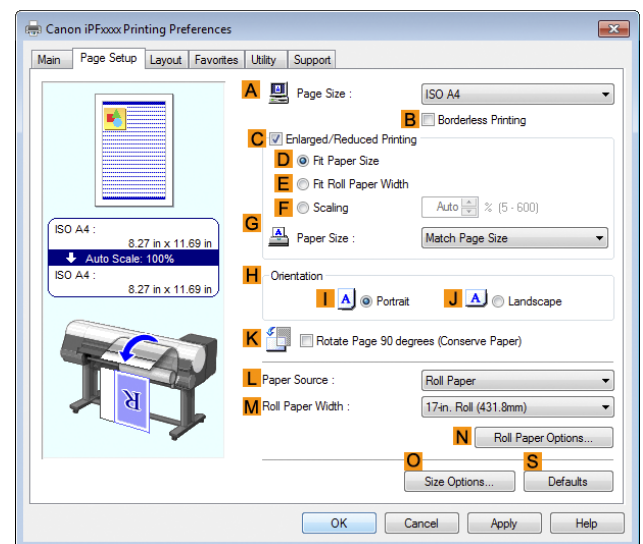 Canon iPFxxxx Printing Preferences
Main Page Setup Layout Favorites Utility Support
A Page Size : ISO A4
B Borderless Printing
C Enlarged/Reduced Printing
D Fit Paper Size
E Fit Roll Paper Width
F Scaling Auto % (5 - 600)
G Paper Size : Match Page Size
ISO A4 :
8.27 in x 11.69 in
Auto Scale: 100%
ISO A4 :
8.27 in x 11.69 in
H Orientation
I A Portrait J A Landscape
K Rotate Page 90 degrees (Conserve Paper)
R
L Paper Source : Roll Paper
M Roll Paper Width : 17-in. Roll (431.8mm)
N Roll Paper Options...
O S
Size Options... Defaults
OK Cancel Apply Help